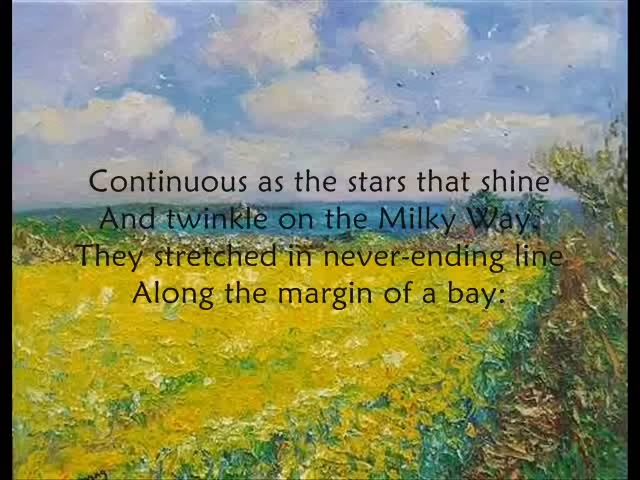 Continuous as the stars that shine
And twinkle on the Milky Way,
They stretched in never-ending line
Along the margin of a bay: